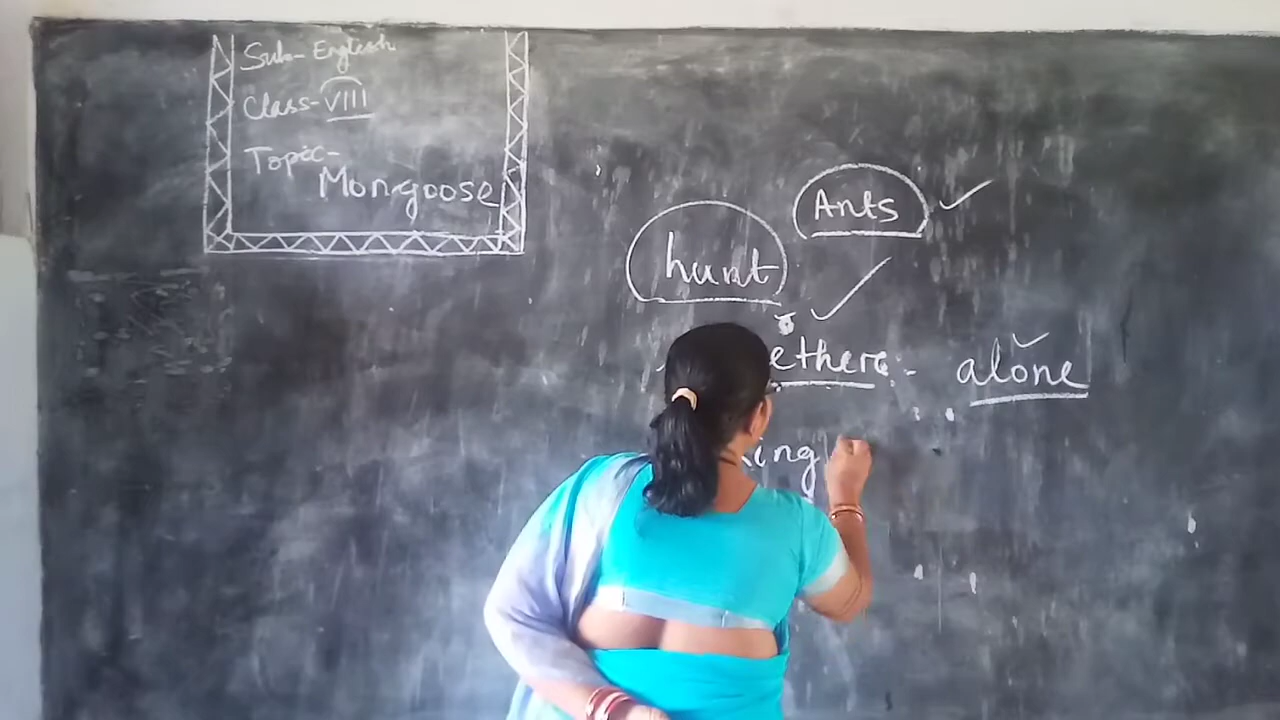 Sub- English
Class- VIII
Topic-
Mongoose
Ants
hunt
alone